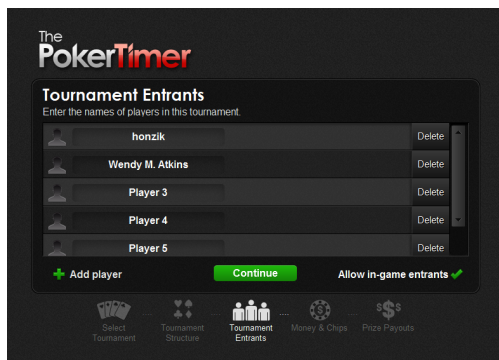 The
PokerTimer
Tournament Entrants
Enter the names of players in this tournament.
honzik Delete
Wendy M. Atkins Delete
Player 3 Delete
Player 4 Delete
Player 5 Delete
Add player Continue Allow in-game entrants
Select Tournament Tournament Structure Tournament Entrants Money & Chips Prize Payouts